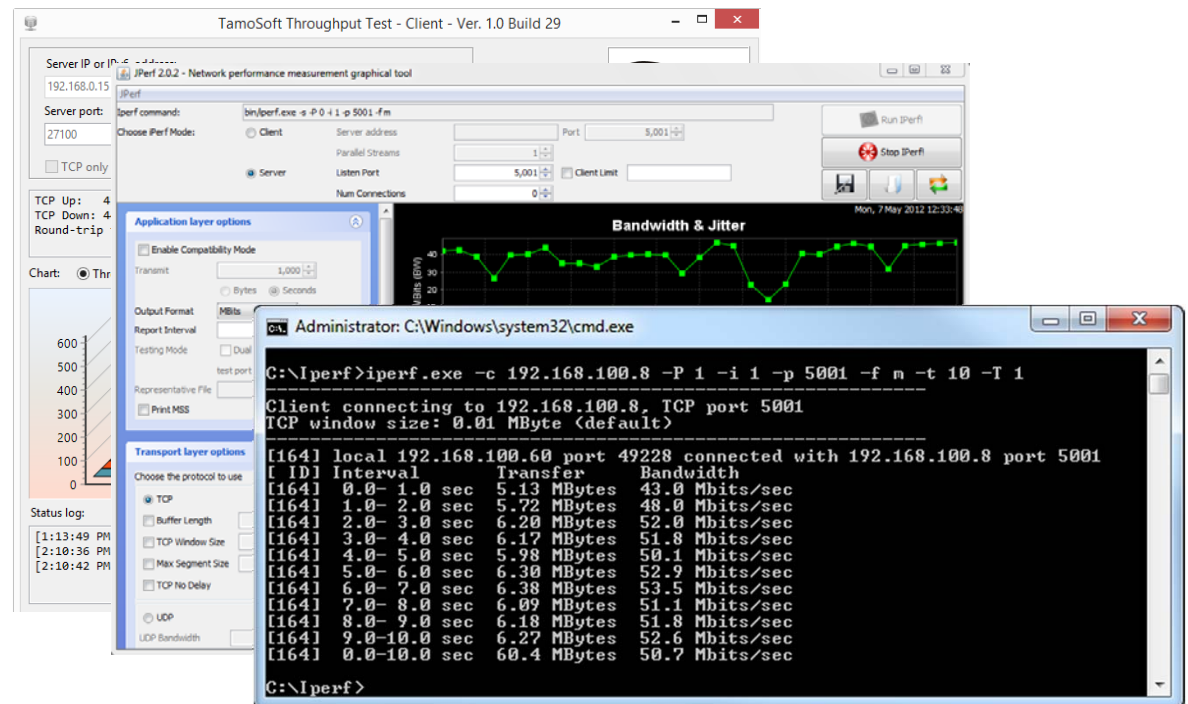 TamoSoft Throughput Test - Client - Ver. 1.0 Build 29
Server IP or IPv6 address:
192.168.0.15
Server port:
27100
TCP only
TCP Up: 4
TCP Down: 4
Round-trip
Chart: Thr
600
500
400
300
200
100
0
Status log:
[1:13:49 PM
[2:10:36 PM
[2:10:42 PM
JPerf 2.0.2 - Network performance measurement graphical tool
JPerf
Iperf command: bin/iperf.exe -s -P 0 -i 1 -p 5001 -f m
Choose iPerf Mode: Client Server address Port 5,001
Parallel Streams 1
Server Listen Port 5,001 Client Limit
Num Connections 0
Run IPerf!
Stop IPerf!
Application layer options
Enable Compatibility Mode
Transmit 1,000
Bytes Seconds
Output Format MBits
Report Interval
Testing Mode Dual
test port
Representative File
Print MSS
Transport layer options
Choose the protocol to use
TCP
Buffer Length
TCP Window Size
Max Segment Size
TCP No Delay
UDP
UDP Bandwidth
Mon, 7 May 2012 12:33:48
Bandwidth & Jitter
MBits (BW)
40
30
20
Administrator: C:\Windows\system32\cmd.exe
C:\Iperf>iperf.exe -c 192.168.100.8 -P 1 -i 1 -p 5001 -f m -t 10 -T 1
------------------------------------------------------------
Client connecting to 192.168.100.8, TCP port 5001
TCP window size: 0.01 MByte (default)
------------------------------------------------------------
[164] local 192.168.100.60 port 49228 connected with 192.168.100.8 port 5001
[ ID] Interval Transfer Bandwidth
[164] 0.0- 1.0 sec 5.13 MBytes 43.0 Mbits/sec
[164] 1.0- 2.0 sec 5.72 MBytes 48.0 Mbits/sec
[164] 2.0- 3.0 sec 6.20 MBytes 52.0 Mbits/sec
[164] 3.0- 4.0 sec 6.17 MBytes 51.8 Mbits/sec
[164] 4.0- 5.0 sec 5.98 MBytes 50.1 Mbits/sec
[164] 5.0- 6.0 sec 6.30 MBytes 52.9 Mbits/sec
[164] 6.0- 7.0 sec 6.38 MBytes 53.5 Mbits/sec
[164] 7.0- 8.0 sec 6.09 MBytes 51.1 Mbits/sec
[164] 8.0- 9.0 sec 6.18 MBytes 51.8 Mbits/sec
[164] 9.0-10.0 sec 6.27 MBytes 52.6 Mbits/sec
[164] 0.0-10.0 sec 60.4 MBytes 50.7 Mbits/sec
C:\Iperf>